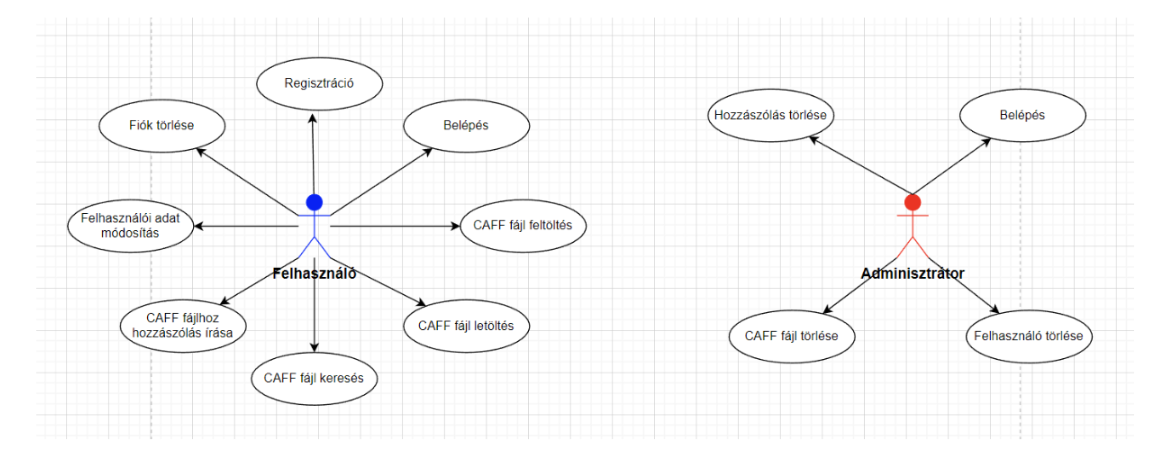 Regisztráció
Fiók törlése
Belépés
Felhasználói adat
módosítás
CAFF fájl feltöltés
Felhasználó
CAFF fájlhoz
hozzászólás írása
CAFF fájl letöltés
CAFF fájl keresés
Hozzászólás törlése
Belépés
Adminisztrátor
CAFF fájl törlése
Felhasználó törlése